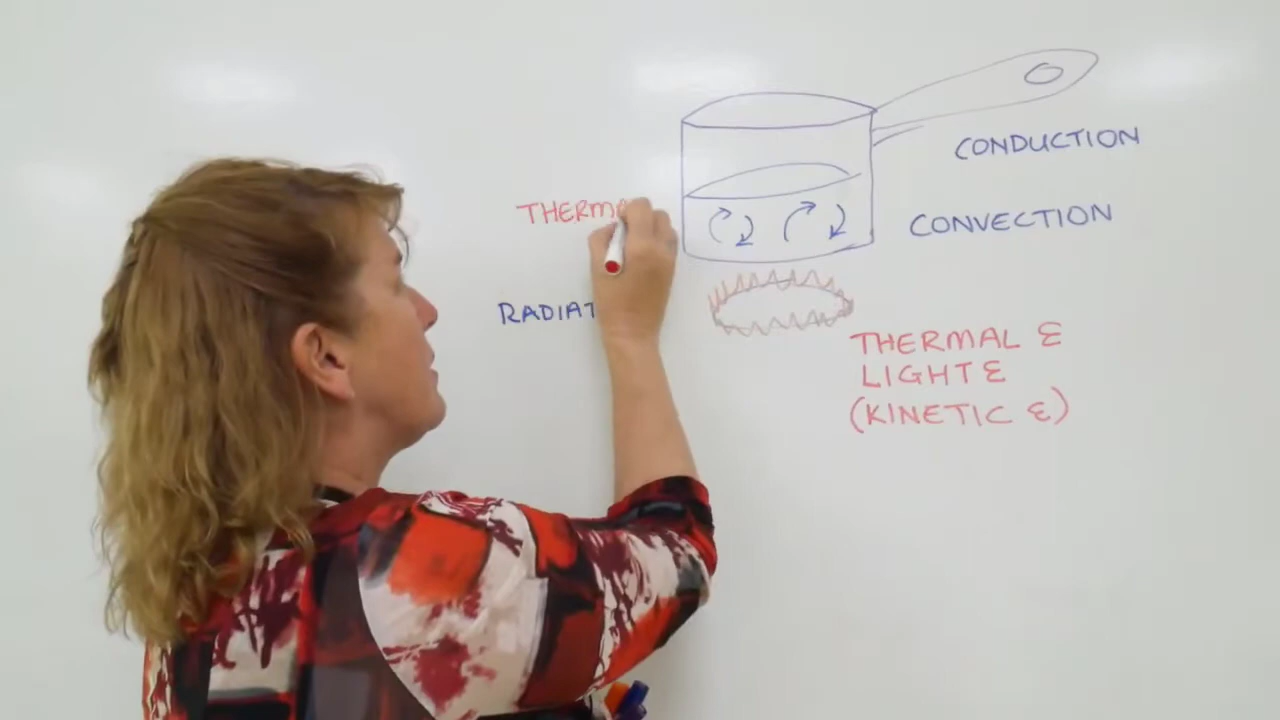 CONDUCTION
THERM
CONVECTION
RADIAT
THERMAL E
LIGHT E
(KINETIC E)